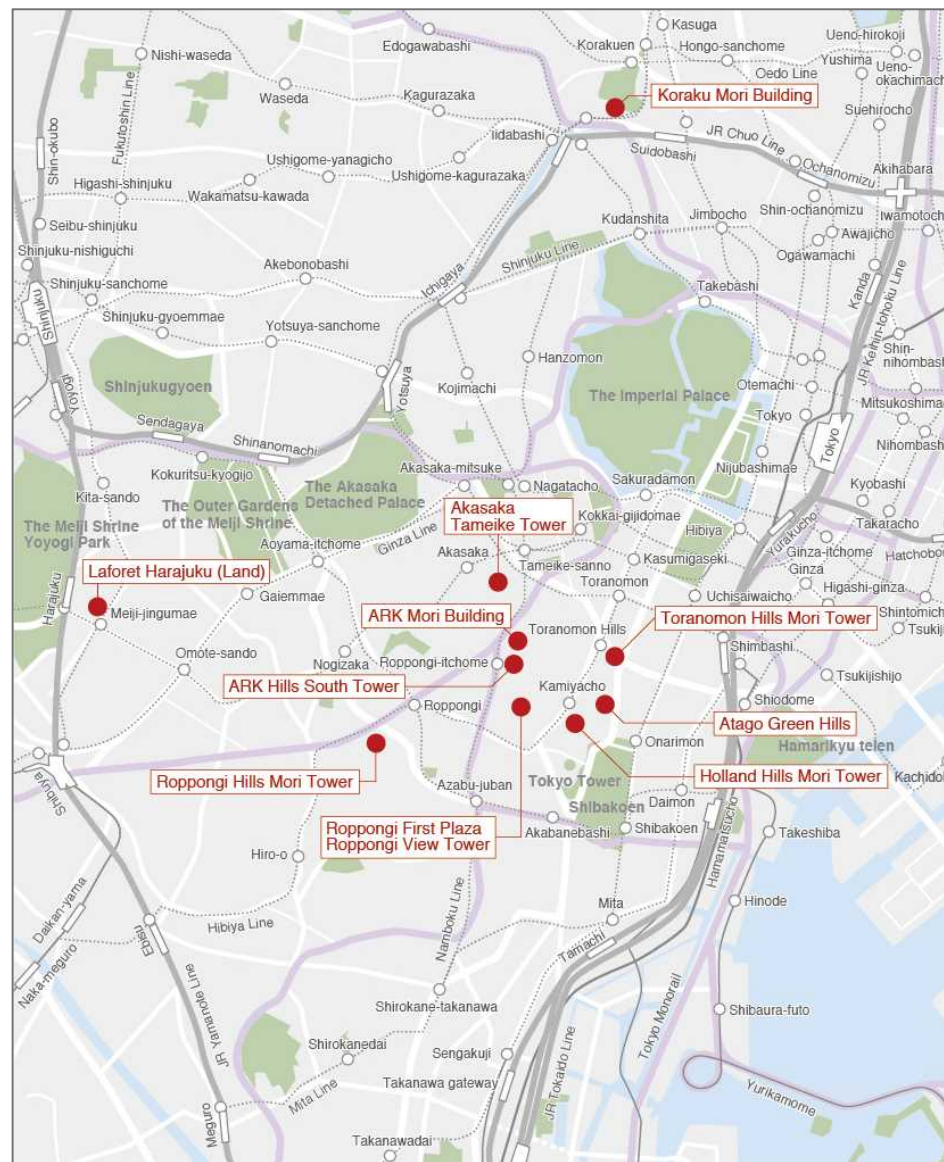 Kasuga
Edogawabashi
Korakuen
Hongo-sanchome
Ueno-hirokoji
Nishi-waseda
Oedo Line
Yushima
Ueno-
okachimach
Waseda
Kagurazaka
Koraku Mori Building
Suehirocho
Fukutoshin Line
Shin-okubo
Iidabashi
JR Chuo Line
Suidobashi
Ochanomizu
Akihabara
Ushigome-yanagicho
Ushigome-kagurazaka
Higashi-shinjuku
Wakamatsu-kawada
Shin-ochanomizu
Iwamotoch
Seibu-shinjuku
Kudanshita
Jimbocho
Awajicho
Ogawamachi
Shinjuku-nishiguchi
Akebonobashi
Ichigaya
Shinjuku Line
Kanda
JR Keihin-tohoku Line
Shinjuku-sanchome
Takebashi
Shinjuku
Shinjuku-gyoemmae
Yotsuya-sanchome
Hanzomon
Shin-
nihombash
Yoyogi
Shinjukugyoen
Yotsuya
Kojimachi
The Imperial Palace
Otemachi
Mitsukoshimae
Tokyo
Tokyo
Sendagaya
Shinanomachi
Nihombash
Kokuritsu-kyogijo
Akasaka-mitsuke
Nijubashimae
Kita-sando
The Akasaka
Detached Palace
Nagatacho
Sakuradamon
Kyobashi
The Outer Gardens
of the Meiji Shrine
Akasaka
Tameike Tower
Kokkai-gijidomae
Hibiya
Yurakucho
Takaracho
The Meiji Shrine
Yoyogi Park
Aoyama-itchome
Ginza Line
Ginza-itchome
Hatchobo
Akasaka
Tameike-sanno
Kasumigaseki
Ginza
Laforet Harajuku (Land)
Toranomon
Higashi-ginza
Harajuku
Gaiemmae
Uchisaiwaicho
Shintomich
Meiji-jingumae
ARK Mori Building
Toranomon Hills
Toranomon Hills Mori Tower
Tsukiji
Omote-sando
Nogizaka
Roppongi-itchome
Shimbashi
Tsukijishijo
ARK Hills South Tower
Kamiyacho
Shiodome
Roppongi
Atago Green Hills
Onarimon
Hamarikyu teien
Shibuya
Roppongi Hills Mori Tower
Tokyo Tower
Holland Hills Mori Tower
Kachido
Azabu-juban
Shibakoen
Daimon
Roppongi First Plaza
Roppongi View Tower
Akabanebashi
Shibakoen
Hamamatsucho
Takeshiba
Hiro-o
Daikan-yama
Mita
Hinode
Ebisu
Hibiya Line
Namboku Line
Tamachi
Naka-meguro
JR Yamanote Line
Shirokane-takanawa
Tokyo Monorail
Shibaura-futo
Shirokanedai
Sengakuji
JR Tokaido Line
Mita Line
Takanawa gateway
Yurikamome
Meguro
Takanawadai